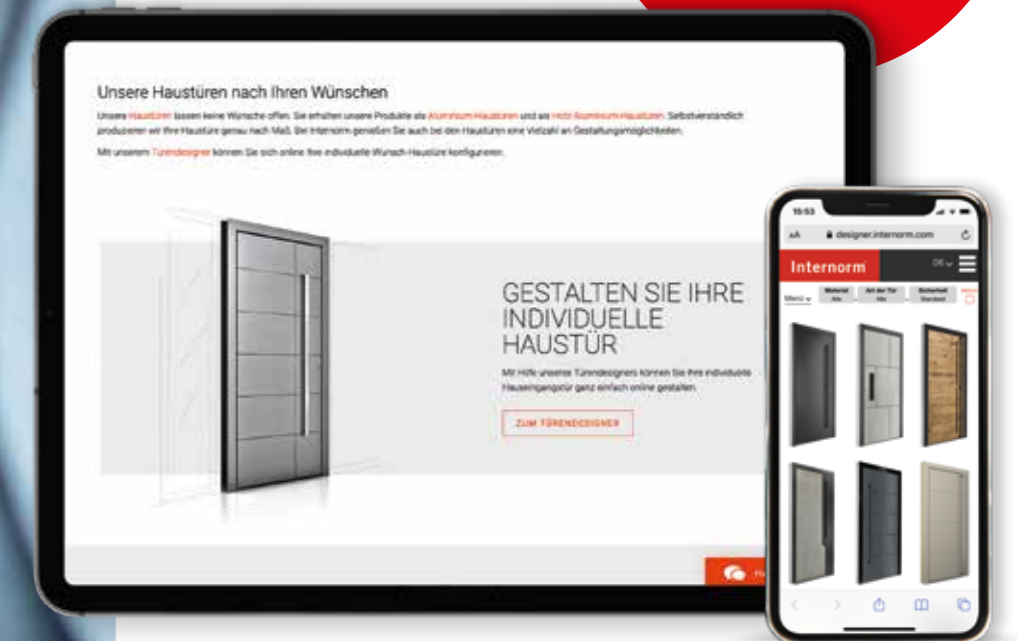 Unsere Haustüren nach Ihren Wünschen
Unsere Haustüren lassen keine Wünsche offen. Sie erhalten unsere Produkte als Aluminium-Haustüren und als Holz-Aluminium-Haustüren. Selbstverständlich
produzieren wir Ihre Haustüre genau nach Maß. Bei Internorm genießen Sie auch bei den Haustüren eine Vielzahl an Gestaltungsmöglichkeiten.
Mit unserem Türendesigner können Sie sich online Ihre individuelle Wunsch-Haustüre konfigurieren.
GESTALTEN SIE IHRE
INDIVIDUELLE
HAUSTÜR
Mit Hilfe unseres Türendesigners können Sie Ihre individuelle
Hauseingangstür ganz einfach online gestalten.
ZUM TÜRENDESIGNER
15:53
AA designer.internorm.com
Internorm DE
Menü Material Art der Tür Sicherheit
Alle Alle Standard